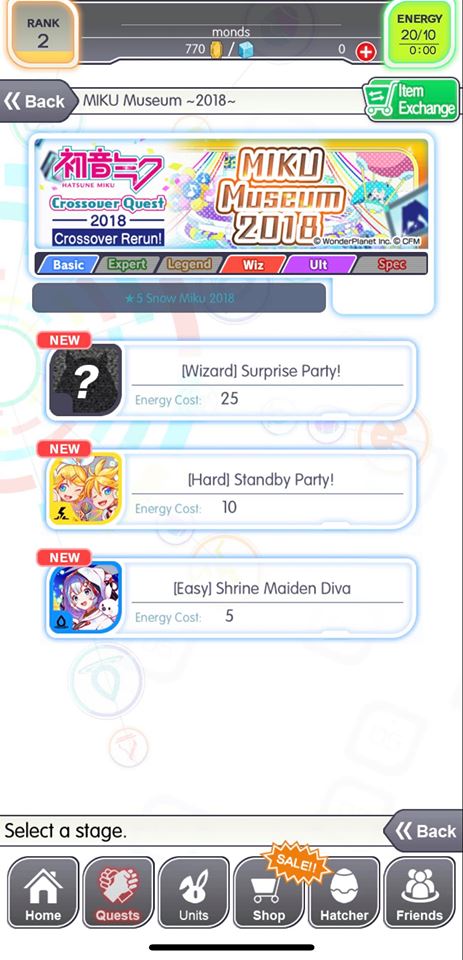 RANK
2
monds
770 / 0
ENERGY
20/10
0:00
Back
MIKU Museum ~2018~
Item
Exchange
初音ミク
HATSUNE MIKU
Crossover Quest
2018
Crossover Rerun!
MIKU
Museum
2018
© WonderPlanet Inc. © CFM
Basic Expert Legend Wiz Ult Spec
★5 Snow Miku 2018
NEW
?
[Wizard] Surprise Party!
Energy Cost: 25
NEW
[Hard] Standby Party!
Energy Cost: 10
NEW
[Easy] Shrine Maiden Diva
Energy Cost: 5
Select a stage.
Back
SALE!!
Home Quests Units Shop Hatcher Friends